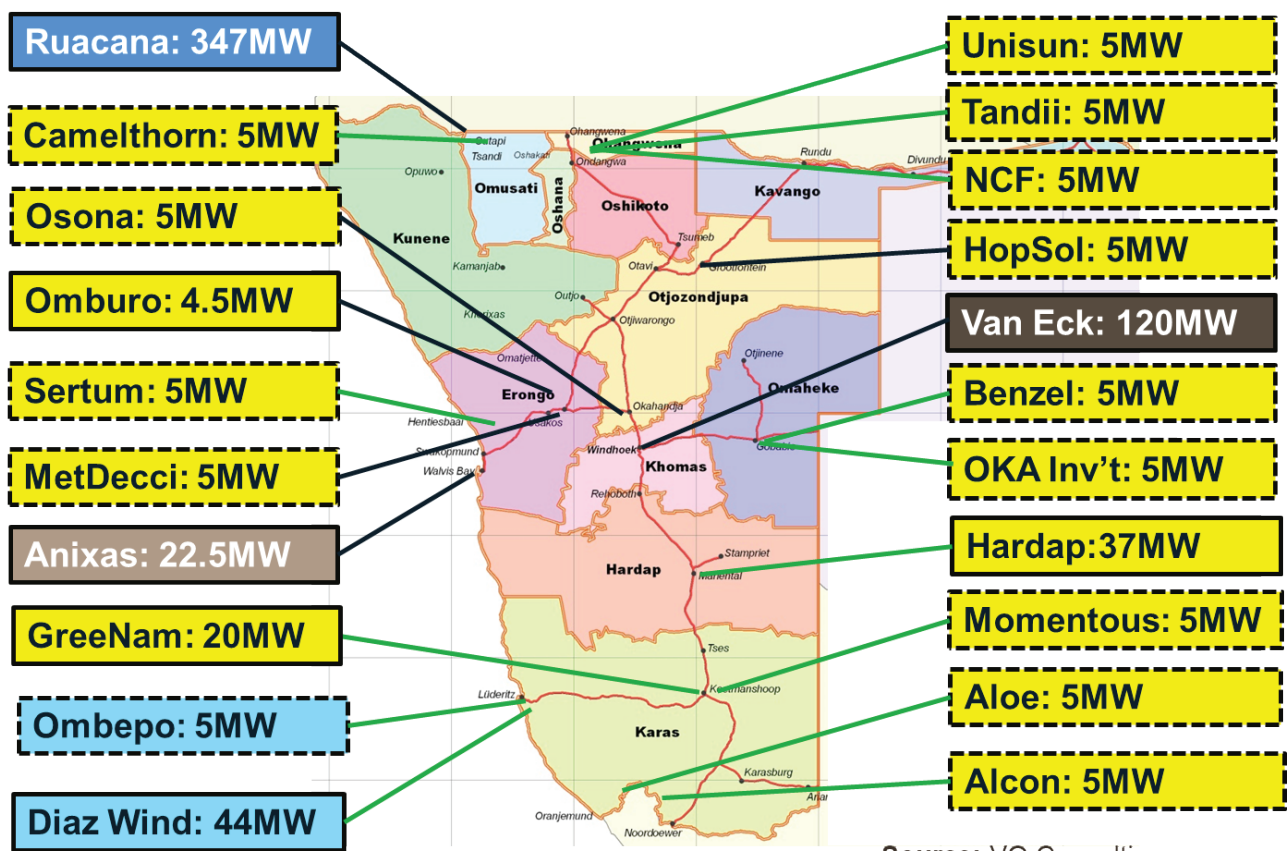 Ruacana: 347MW
Camelthorn: 5MW
Osona: 5MW
Omburo: 4.5MW
Sertum: 5MW
MetDecci: 5MW
Anixas: 22.5MW
GreeNam: 20MW
Ombepo: 5MW
Diaz Wind: 44MW
Unisun: 5MW
Tandii: 5MW
NCF: 5MW
HopSol: 5MW
Van Eck: 120MW
Benzel: 5MW
OKA Inv't: 5MW
Hardap:37MW
Momentous: 5MW
Aloe: 5MW
Alcon: 5MW
Ohangwena
Ohangwena
Outapi
Tsandi
Oshakati
Ondangwa
Rundu
Divundu
Opuwo
Omusati
Oshana
Oshikoto
Kavango
Kunene
Tsumeb
Kamanjab
Otavi
Grootfontein
Outjo
Otjozondjupa
Khorixas
Otjiwarongo
Omatjette
Otjinene
Erongo
Omaheke
Okahandja
Hentiesbaai
Usakos
Swakopmund
Windhoek
Gobabis
Walvis Bay
Khomas
Rehoboth
Stampriet
Hardap
Mariental
Tses
Lüderitz
Keetmanshoop
Karas
Karasburg
Oranjemund
Noordoewer